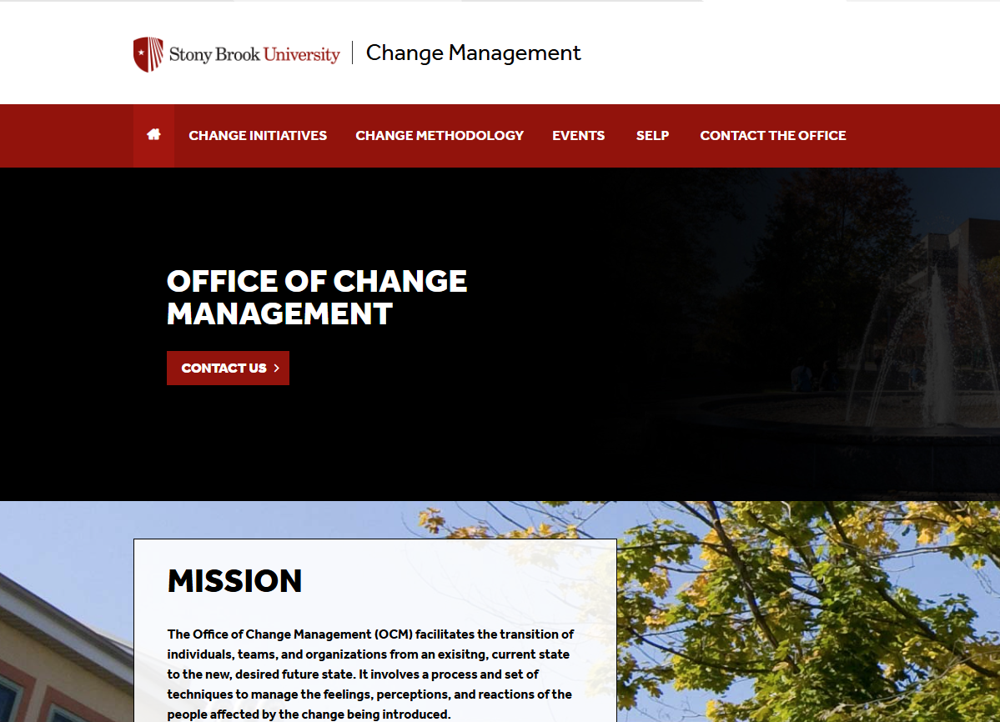 Stony Brook University | Change Management
CHANGE INITIATIVES CHANGE METHODOLOGY EVENTS SELP CONTACT THE OFFICE
OFFICE OF CHANGE
MANAGEMENT
CONTACT US >
MISSION
The Office of Change Management (OCM) facilitates the transition of
individuals, teams, and organizations from an exisitng, current state
to the new, desired future state. It involves a process and set of
techniques to manage the feelings, perceptions, and reactions of the
people affected by the change being introduced.